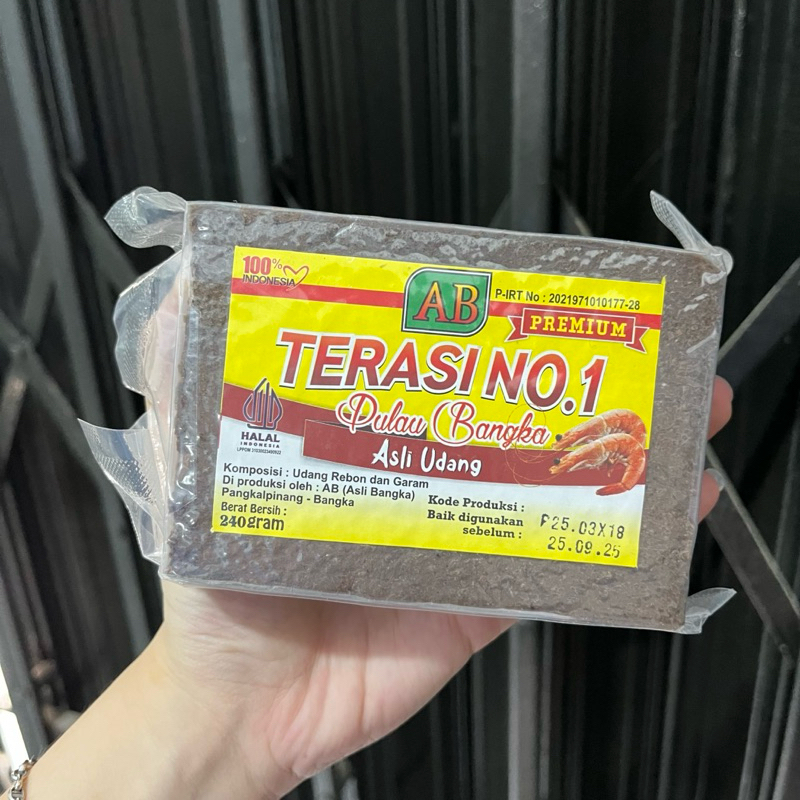 100%
INDONESIA
AB
P-IRT No : 2021971010177-28
PREMIUM
TERASI NO.1
Pulau Bangka
Asli Udang
HALAL
INDONESIA
Komposisi : Udang Rebon dan Garam
Di produksi oleh : AB (Asli Bangka)
Pangkalpinang - Bangka
Berat Bersih :
240gram
Kode Produksi :
P25.03X18
Baik digunakan
sebelum :
25.09.25